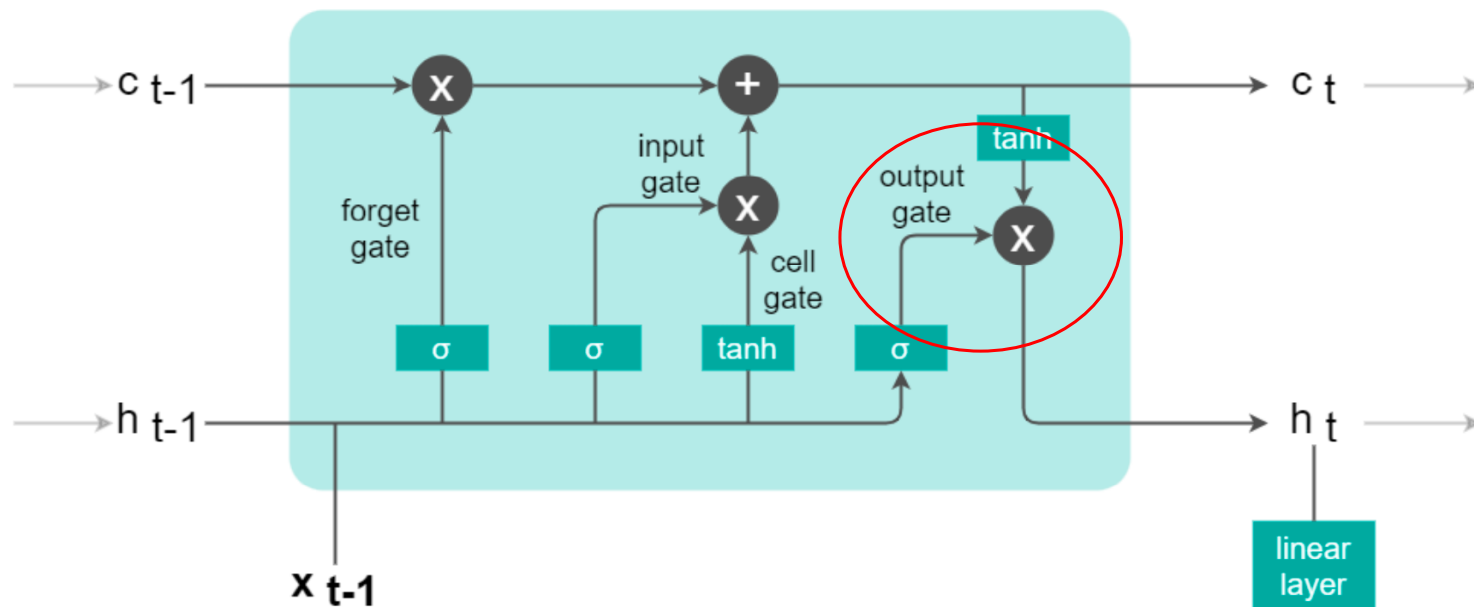 c t-1
X
+
c t
tanh
input
gate
output
gate
forget
gate
X
X
cell
gate
σ
σ
tanh
σ
h t-1
h t
x t-1
linear
layer